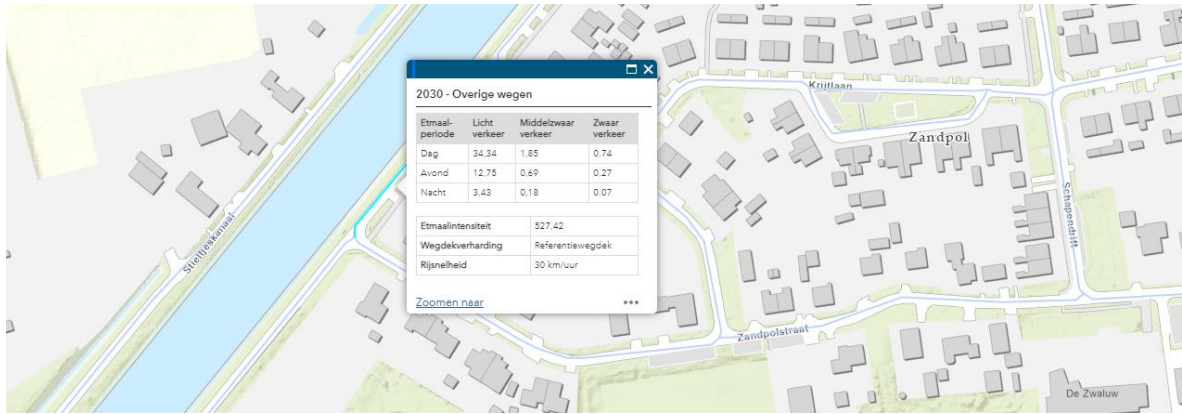 2030 - Overige wegen
Etmaal-periode Licht verkeer Middelzwaar verkeer Zwaar verkeer
Dag 34,34 1,85 0,74
Avond 12,75 0,69 0,27
Nacht 3,43 0,18 0,07
Etmaalintensiteit 527,42
Wegdekverharding Referentiewegdek
Rijsnelheid 30 km/uur
Zoomen naar
Krijtlaan
Zandpol
Schapendrift
Stieltjeskanaal
Zandpolstraat
De Zwaluw